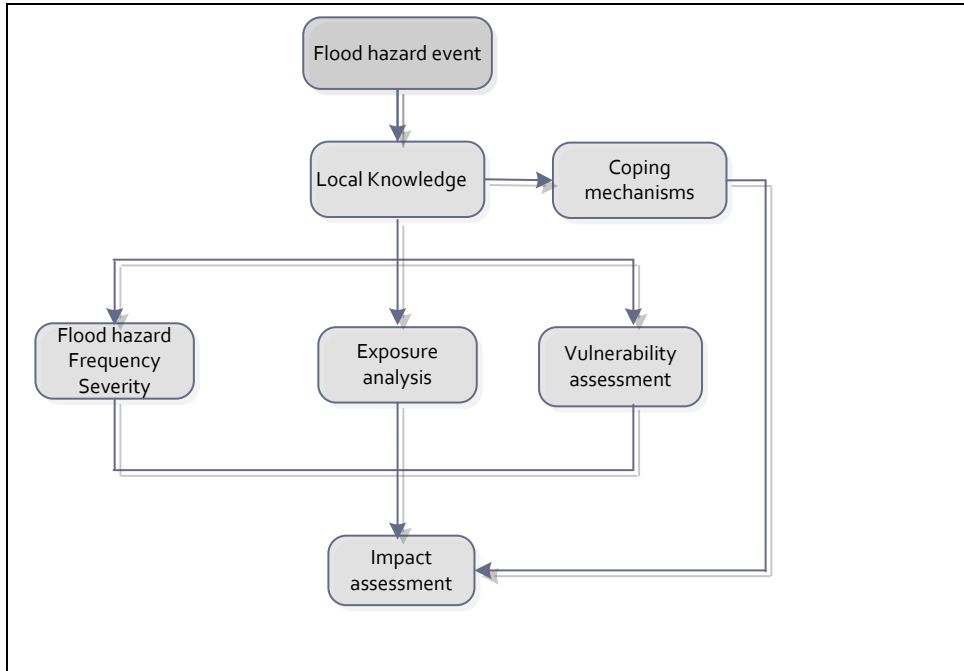 Flood hazard event
Local Knowledge
Coping
mechanisms
Flood hazard
Frequency
Severity
Exposure
analysis
Vulnerability
assessment
Impact
assessment